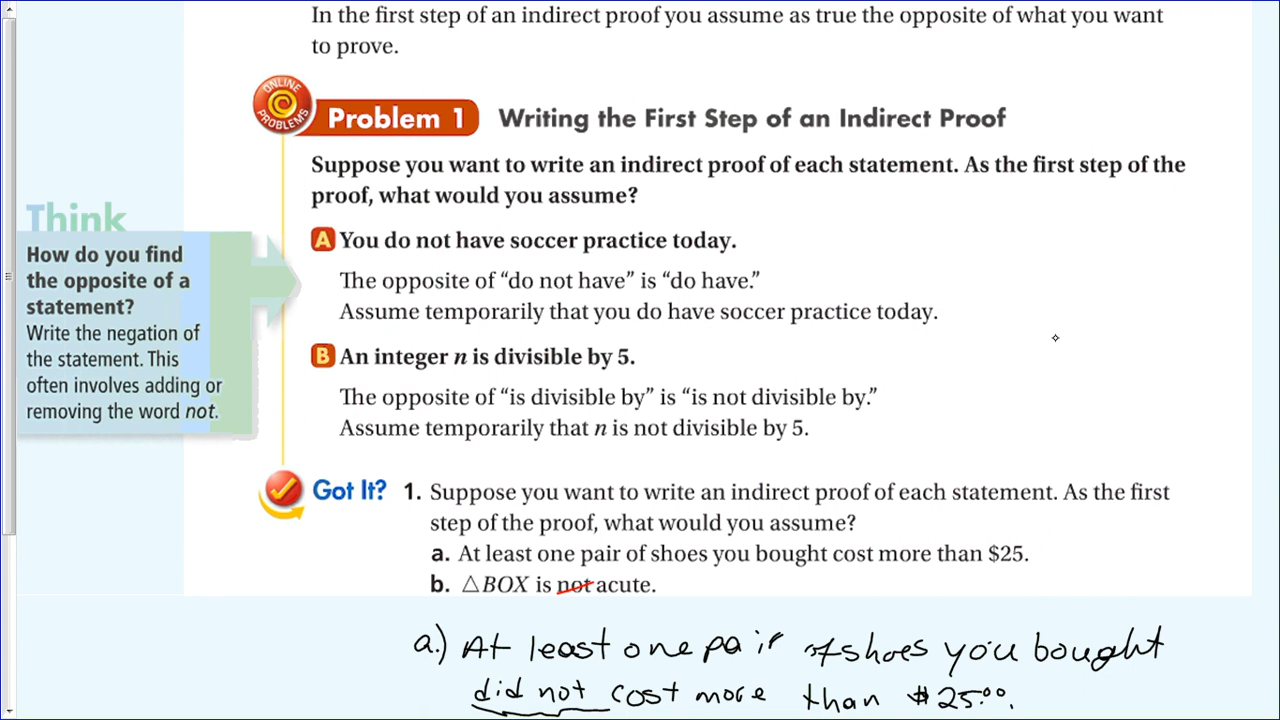 In the first step of an indirect proof you assume as true the opposite of what you want
to prove.
ONLINE
PROBLEMS
Problem 1 Writing the First Step of an Indirect Proof
Suppose you want to write an indirect proof of each statement. As the first step of the
proof, what would you assume?
Think
How do you find
the opposite of a
statement?
Write the negation of
the statement. This
often involves adding or
removing the word not.
A You do not have soccer practice today.
The opposite of “do not have” is “do have.”
Assume temporarily that you do have soccer practice today.
B An integer n is divisible by 5.
The opposite of “is divisible by” is “is not divisible by.”
Assume temporarily that n is not divisible by 5.
Got It? 1. Suppose you want to write an indirect proof of each statement. As the first
step of the proof, what would you assume?
a. At least one pair of shoes you bought cost more than $25.
b. △BOX is not acute.
a.) At least one pair of shoes you bought
did not cost more than $25.00.